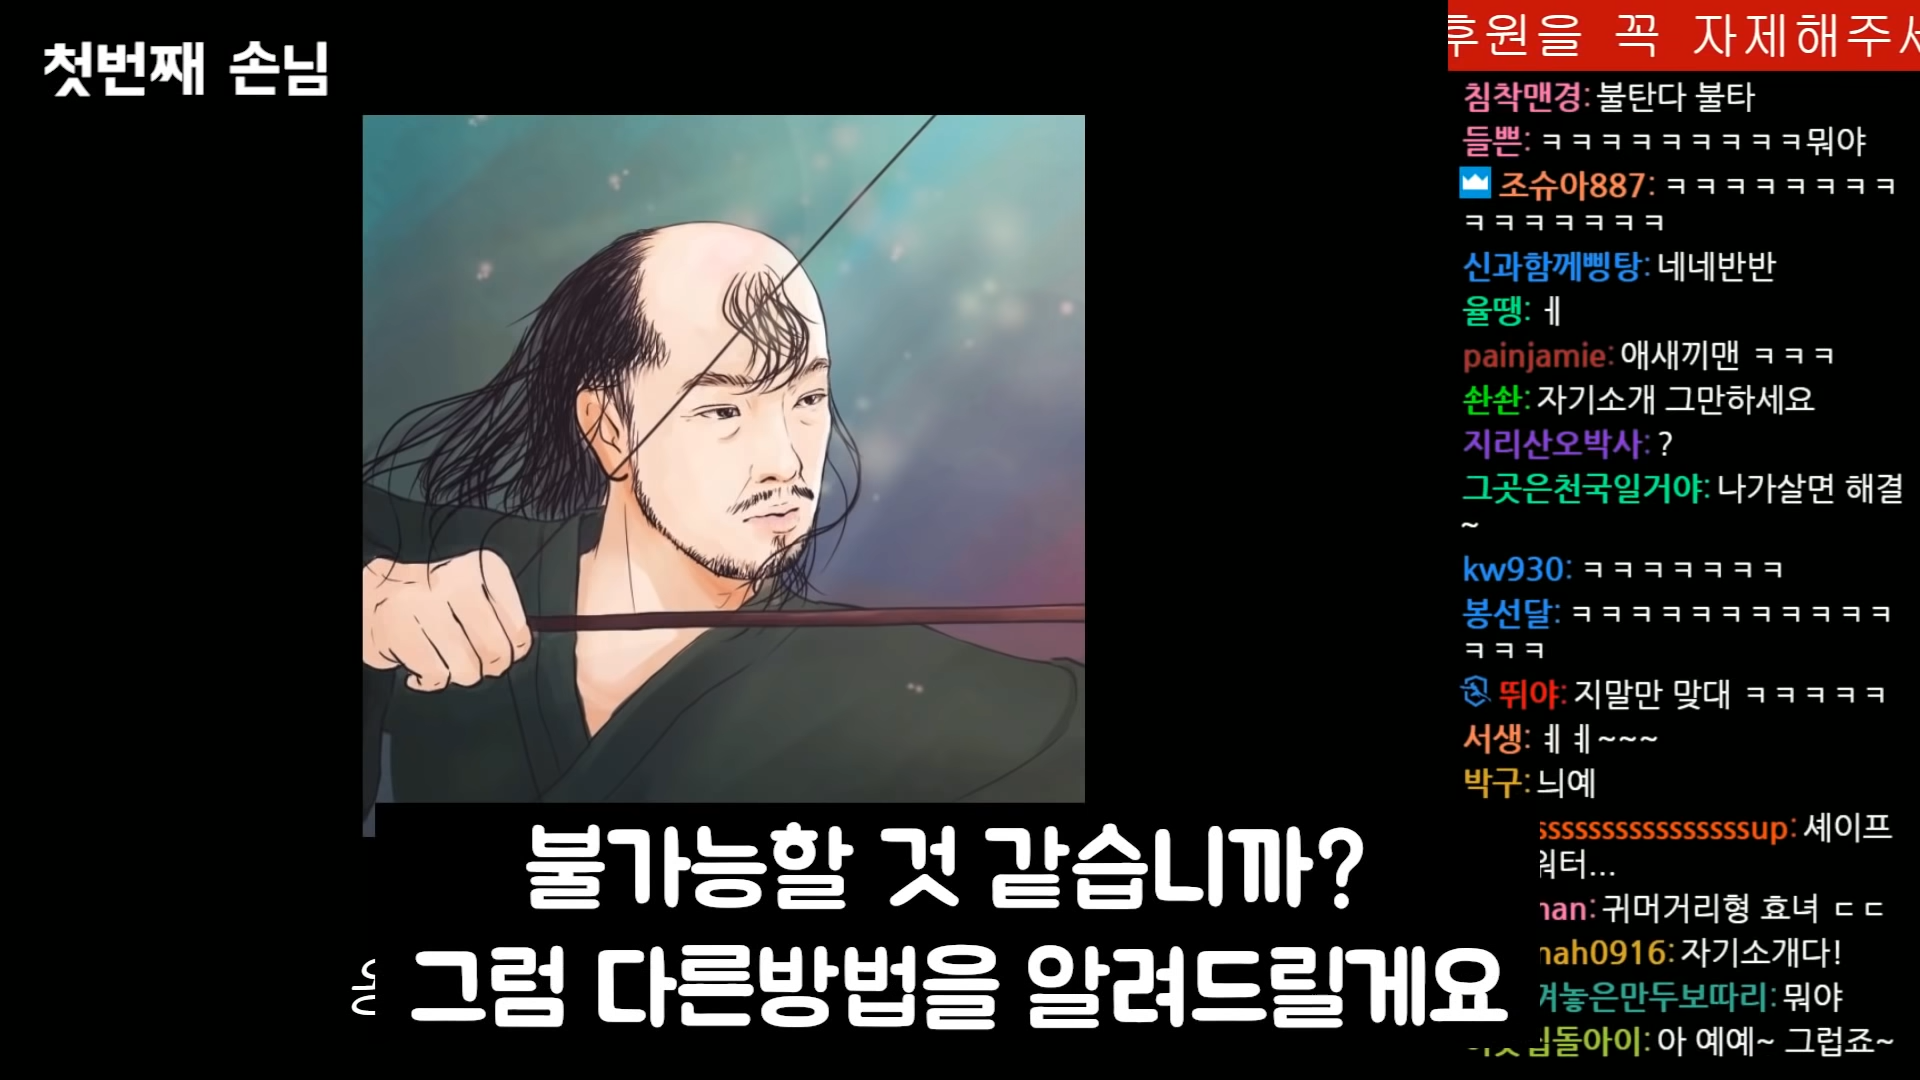 첫번째 손님
후원을 꼭 자제해주세
침착맨경: 불탄다 불타
들쁜: ㅋㅋㅋㅋㅋㅋㅋㅋㅋ뭐야
조슈아887: ㅋㅋㅋㅋㅋㅋㅋㅋ
ㅋㅋㅋㅋㅋㅋㅋ
신과함께삥탕: 네네반반
율땡: ㅔ
painjamie: 애새끼맨 ㅋㅋㅋ
솬솬: 자기소개 그만하세요
지리산오박사: ?
그곳은천국일거야: 나가살면 해결
~
kw930: ㅋㅋㅋㅋㅋㅋㅋ
봉선달: ㅋㅋㅋㅋㅋㅋㅋㅋㅋㅋㅋ
ㅋㅋㅋ
뛰야: 지말만 맞대 ㅋㅋㅋㅋㅋ
서생: ㅖㅖ~~~
박구: 늬예
sssssssssssssssssup: 셰이프
워터...
han: 귀머거리형 효녀 ㄷㄷ
nah0916: 자기소개다!
겨놓은만두보따리: 뭐야
돌아이: 아 예예~ 그럽죠~
불가능할 것 같습니까?
그럼 다른방법을 알려드릴게요